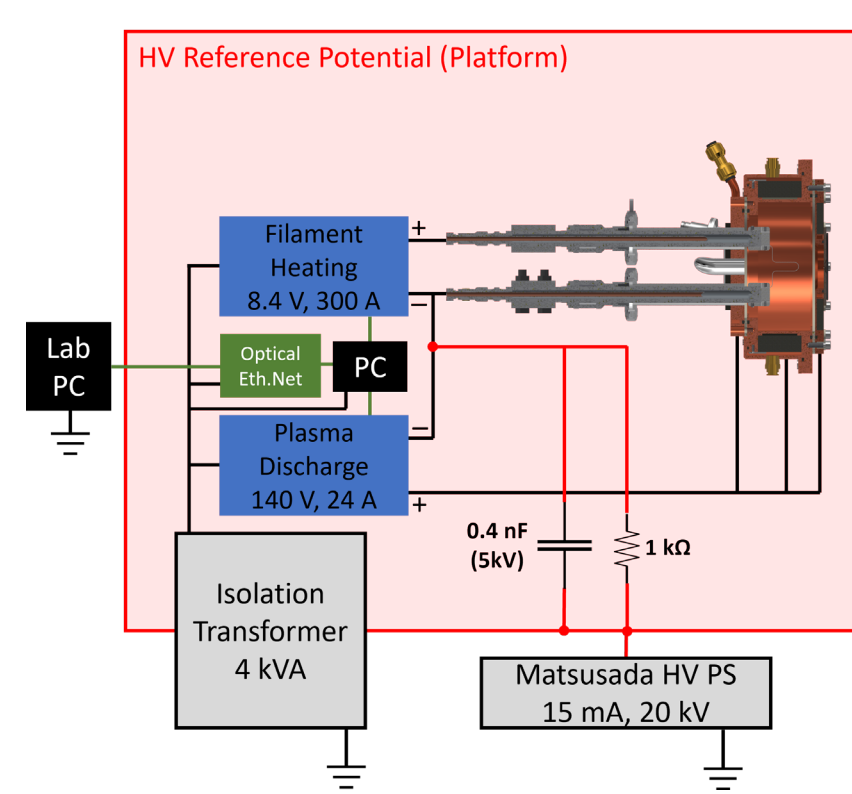 HV Reference Potential (Platform)
Filament
Heating
8.4 V, 300 A
+
−
Lab
PC
Optical
Eth.Net
PC
Plasma
Discharge
140 V, 24 A
−
+
0.4 nF
(5kV)
1 kΩ
Isolation
Transformer
4 kVA
Matsusada HV PS
15 mA, 20 kV